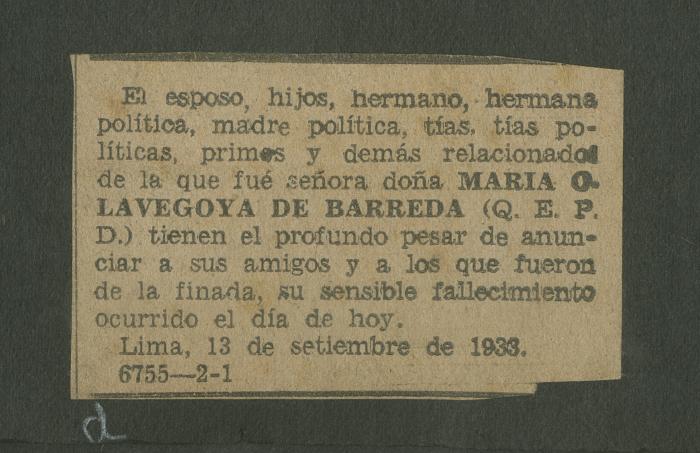 El esposo, hijos, hermano, hermana
política, madre política, tías, tías po-
líticas, primos y demás relacionados
de la que fué señora doña MARIA O.
LAVEGOYA DE BARREDA (Q. E. P.
D.) tienen el profundo pesar de anun-
ciar a sus amigos y a los que fueron
de la finada, su sensible fallecimiento
ocurrido el día de hoy.
Lima, 13 de setiembre de 1933.
6755—2-1
d